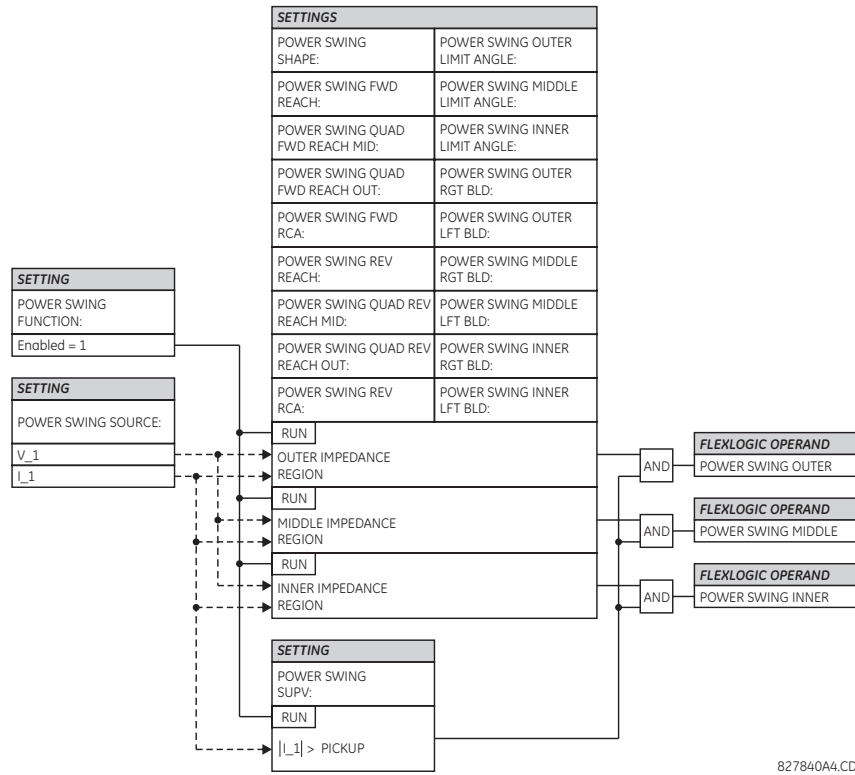 SETTINGS
POWER SWING
SHAPE:
POWER SWING OUTER
LIMIT ANGLE:
POWER SWING FWD
REACH:
POWER SWING MIDDLE
LIMIT ANGLE:
POWER SWING QUAD
FWD REACH MID:
POWER SWING INNER
LIMIT ANGLE:
POWER SWING QUAD
FWD REACH OUT:
POWER SWING OUTER
RGT BLD:
POWER SWING FWD
RCA:
POWER SWING OUTER
LFT BLD:
POWER SWING REV
REACH:
POWER SWING MIDDLE
RGT BLD:
POWER SWING QUAD REV
REACH MID:
POWER SWING MIDDLE
LFT BLD:
POWER SWING QUAD REV
REACH OUT:
POWER SWING INNER
RGT BLD:
POWER SWING REV
RCA:
POWER SWING INNER
LFT BLD:
SETTING
POWER SWING
FUNCTION:
Enabled = 1
SETTING
POWER SWING SOURCE:
V_1
I_1
RUN
OUTER IMPEDANCE
REGION
RUN
MIDDLE IMPEDANCE
REGION
RUN
INNER IMPEDANCE
REGION
AND
FLEXLOGIC OPERAND
POWER SWING OUTER
AND
FLEXLOGIC OPERAND
POWER SWING MIDDLE
AND
FLEXLOGIC OPERAND
POWER SWING INNER
SETTING
POWER SWING
SUPV:
RUN
|I_1| > PICKUP
827840A4.CD